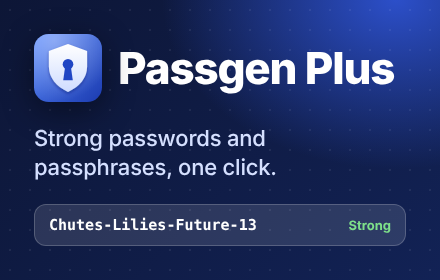 Passgen Plus
Strong passwords and
passphrases, one click.
Chutes-Lilies-Future-13 Strong